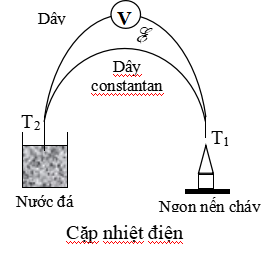 Dây
V
ℰ
Dây
constantan
T2
T1
Nước đá
Ngọn nến cháy
Cặp nhiệt điện